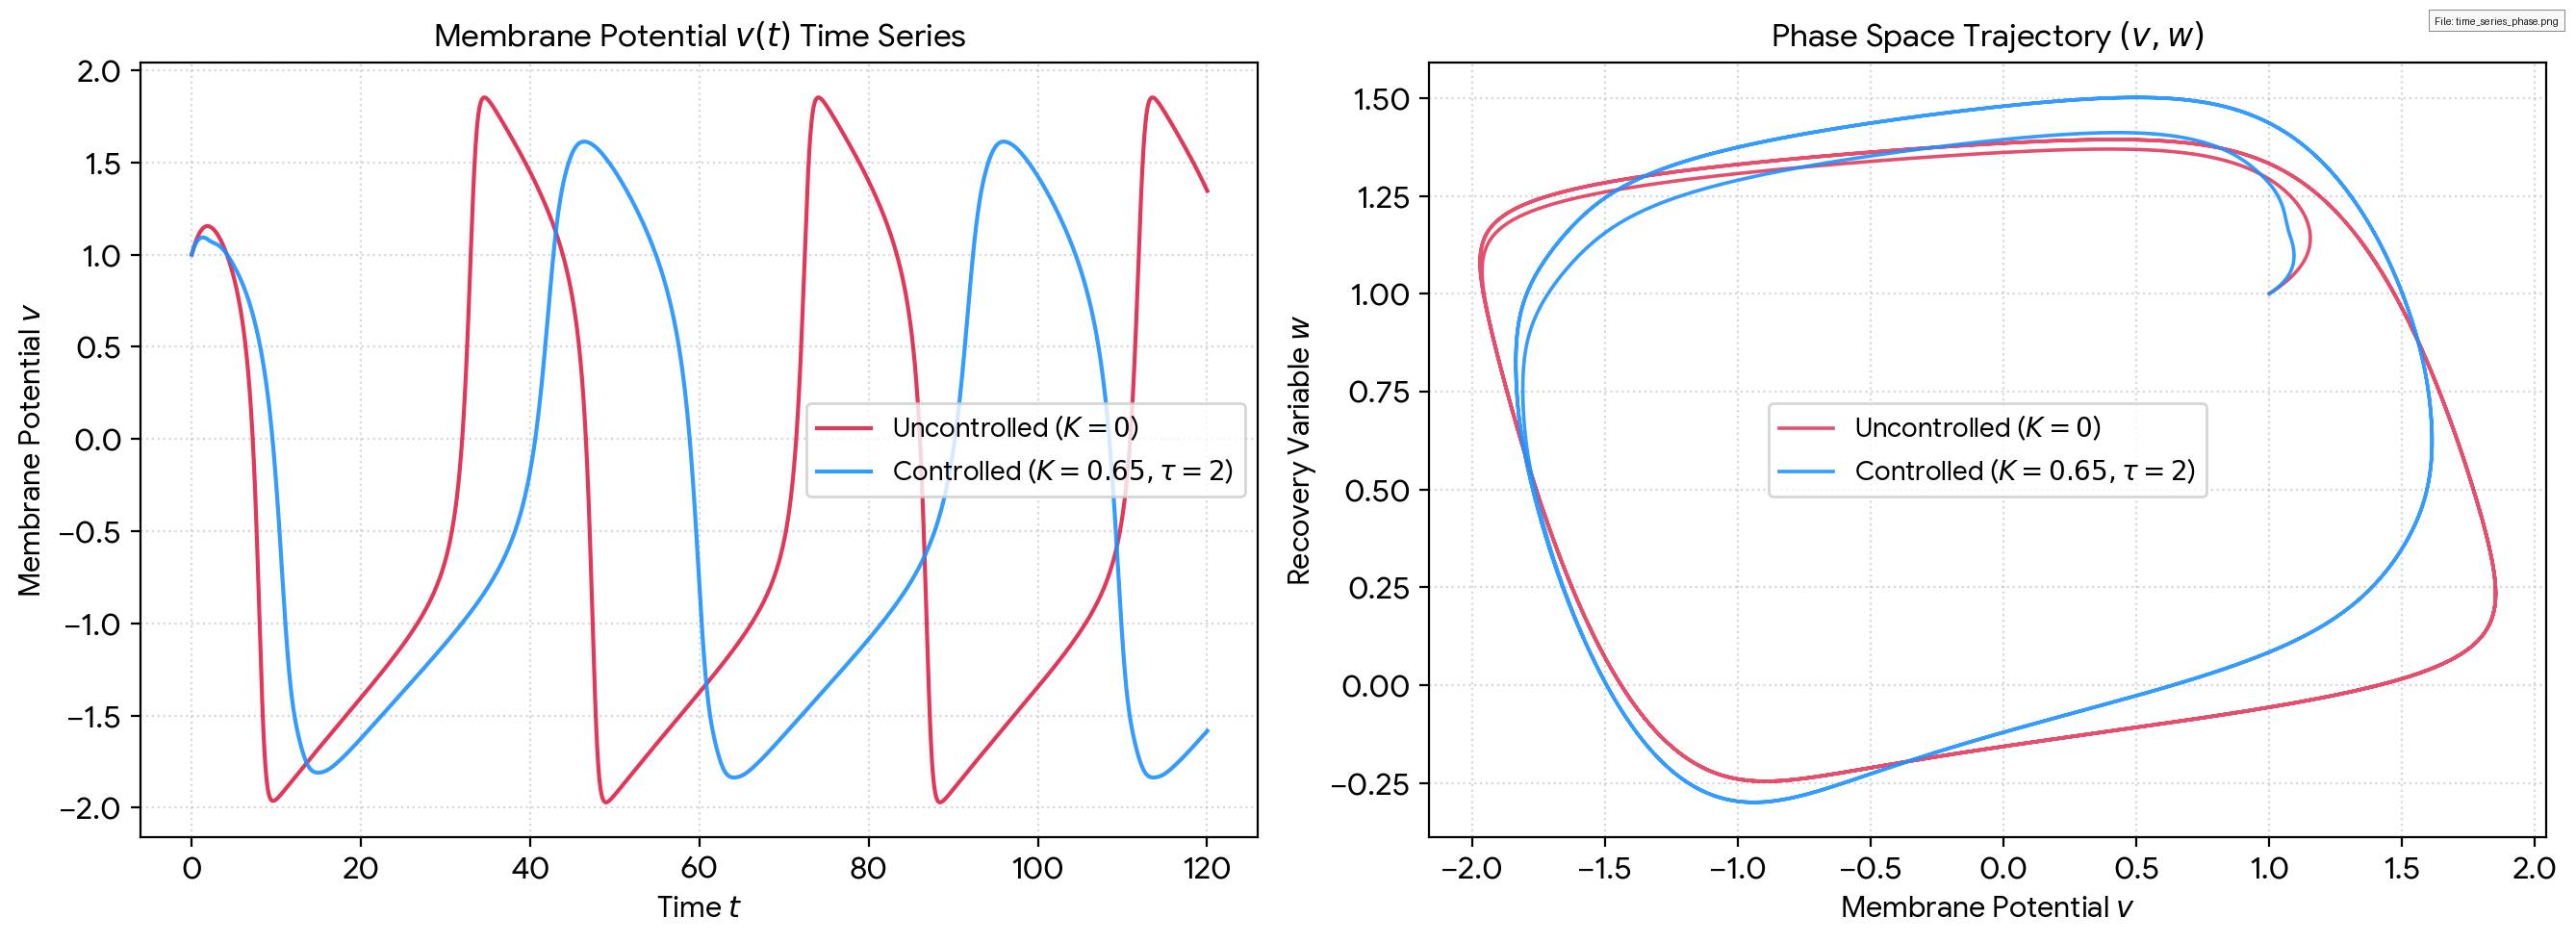 Membrane Potential v(t) Time Series
2.0
1.5
1.0
0.5
0.0
−0.5
−1.0
−1.5
−2.0
Membrane Potential v
0 20 40 60 80 100 120
Time t
Uncontrolled (K = 0)
Controlled (K = 0.65, τ = 2)
Phase Space Trajectory (v, w)
File: time_series_phase.png
1.50
1.25
1.00
0.75
0.50
0.25
0.00
−0.25
Recovery Variable w
−2.0 −1.5 −1.0 −0.5 0.0 0.5 1.0 1.5 2.0
Membrane Potential v
Uncontrolled (K = 0)
Controlled (K = 0.65, τ = 2)